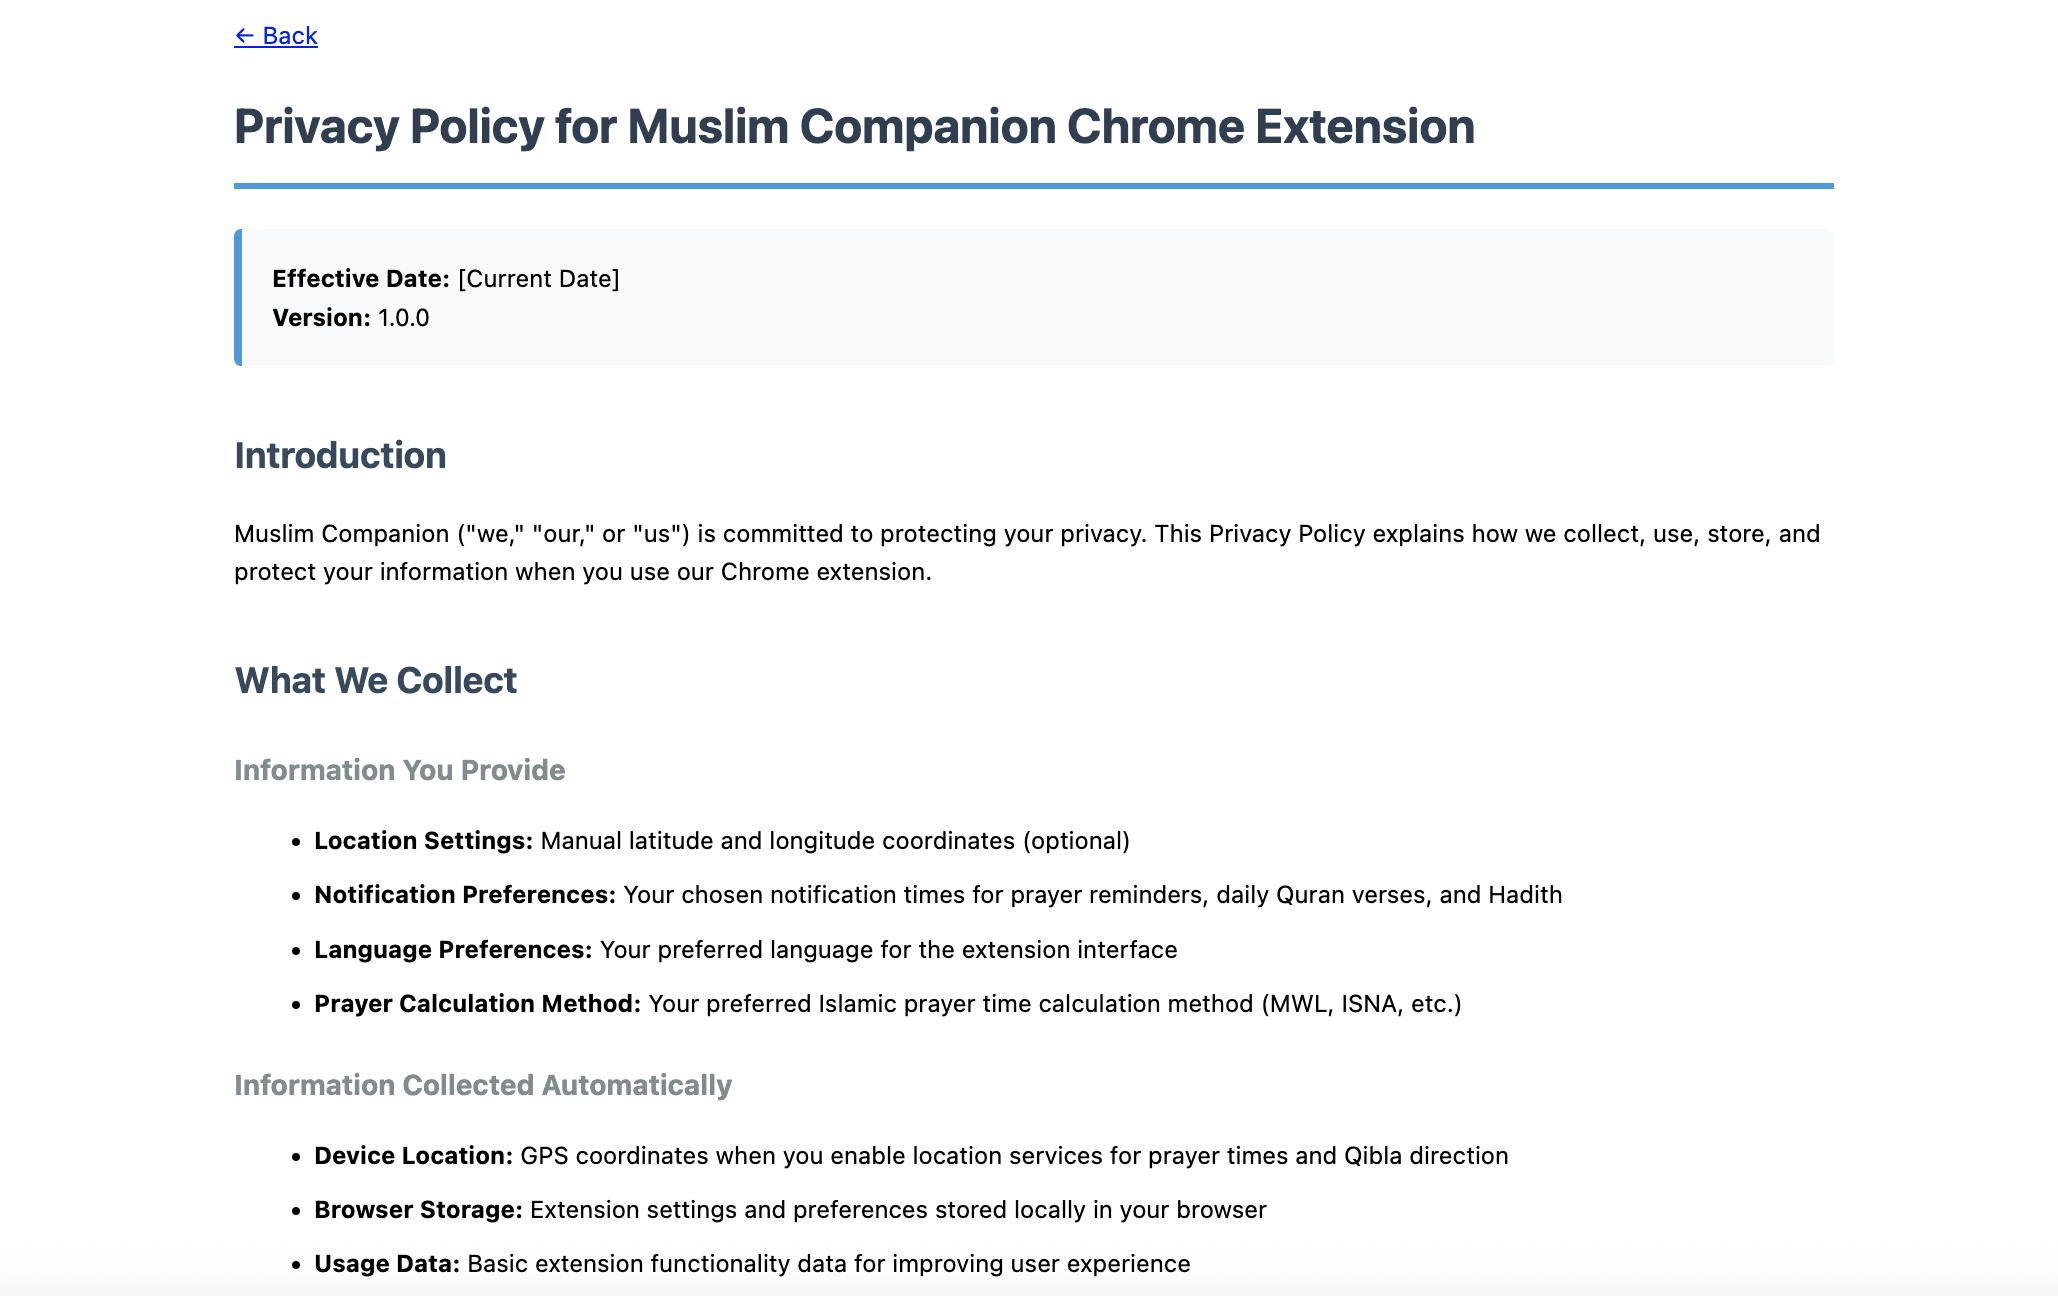 ← Back
Privacy Policy for Muslim Companion Chrome Extension
Effective Date: [Current Date]
Version: 1.0.0
Introduction
Muslim Companion ("we," "our," or "us") is committed to protecting your privacy. This Privacy Policy explains how we collect, use, store, and
protect your information when you use our Chrome extension.
What We Collect
Information You Provide
• Location Settings: Manual latitude and longitude coordinates (optional)
• Notification Preferences: Your chosen notification times for prayer reminders, daily Quran verses, and Hadith
• Language Preferences: Your preferred language for the extension interface
• Prayer Calculation Method: Your preferred Islamic prayer time calculation method (MWL, ISNA, etc.)
Information Collected Automatically
• Device Location: GPS coordinates when you enable location services for prayer times and Qibla direction
• Browser Storage: Extension settings and preferences stored locally in your browser
• Usage Data: Basic extension functionality data for improving user experience